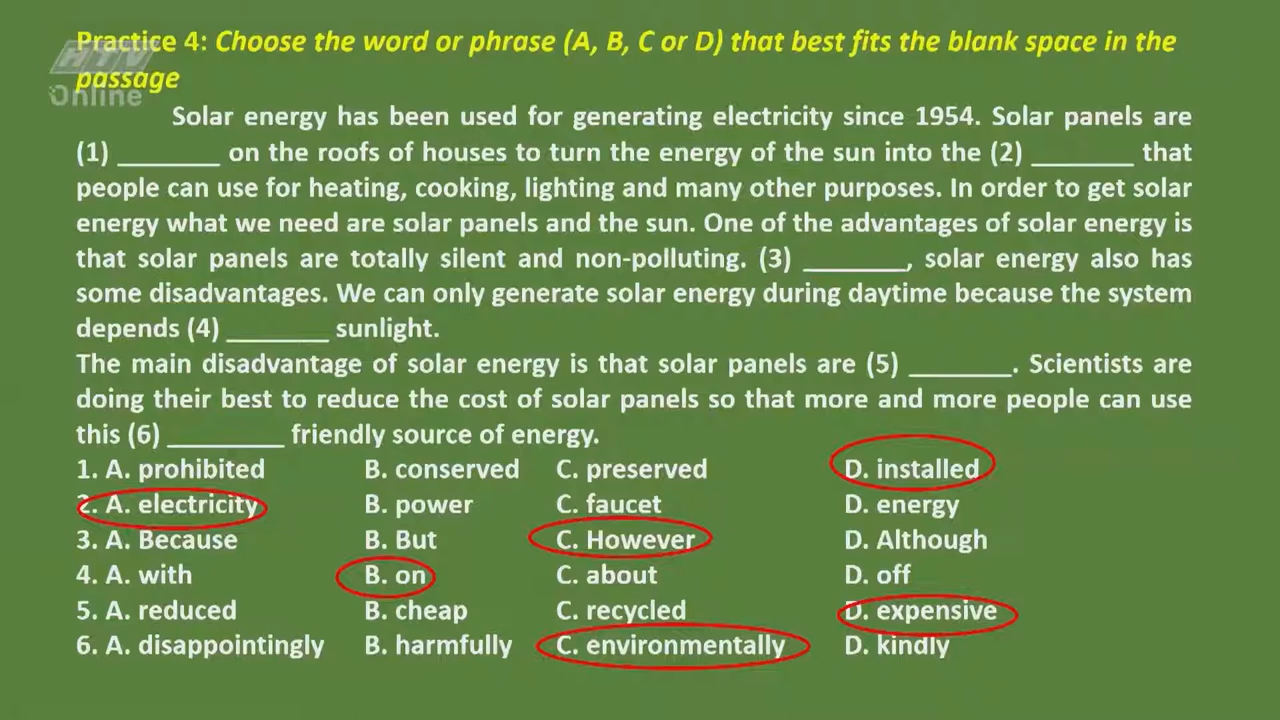 Practice 4: Choose the word or phrase (A, B, C or D) that best fits the blank space in the
passage
HTV
Online
Solar energy has been used for generating electricity since 1954. Solar panels are
(1) _______ on the roofs of houses to turn the energy of the sun into the (2) _______ that
people can use for heating, cooking, lighting and many other purposes. In order to get solar
energy what we need are solar panels and the sun. One of the advantages of solar energy is
that solar panels are totally silent and non-polluting. (3) _______, solar energy also has
some disadvantages. We can only generate solar energy during daytime because the system
depends (4) _______ sunlight.
The main disadvantage of solar energy is that solar panels are (5) _______. Scientists are
doing their best to reduce the cost of solar panels so that more and more people can use
this (6) ________ friendly source of energy.
1. A. prohibited B. conserved C. preserved D. installed
2. A. electricity B. power C. faucet D. energy
3. A. Because B. But C. However D. Although
4. A. with B. on C. about D. off
5. A. reduced B. cheap C. recycled D. expensive
6. A. disappointingly B. harmfully C. environmentally D. kindly